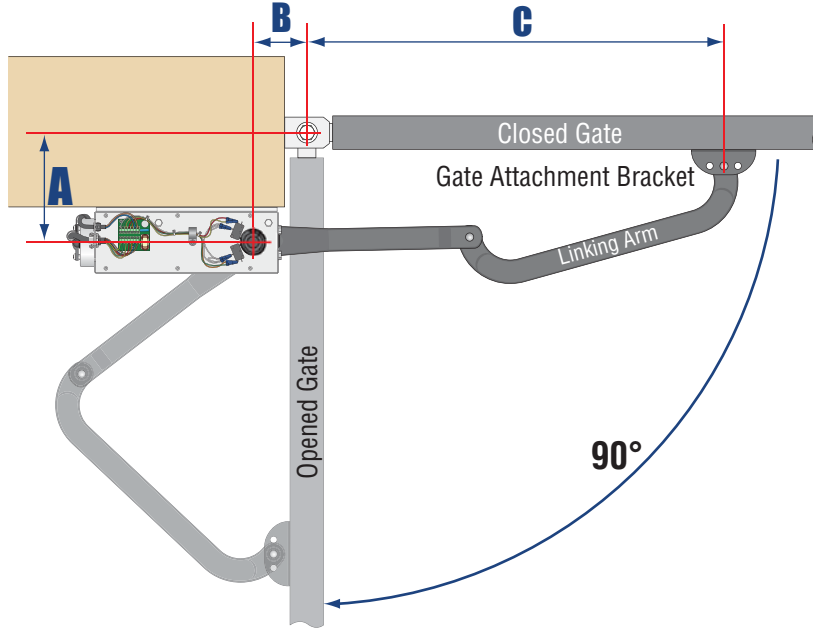 B
C
A
Closed Gate
Gate Attachment Bracket
Linking Arm
Opened Gate
90°